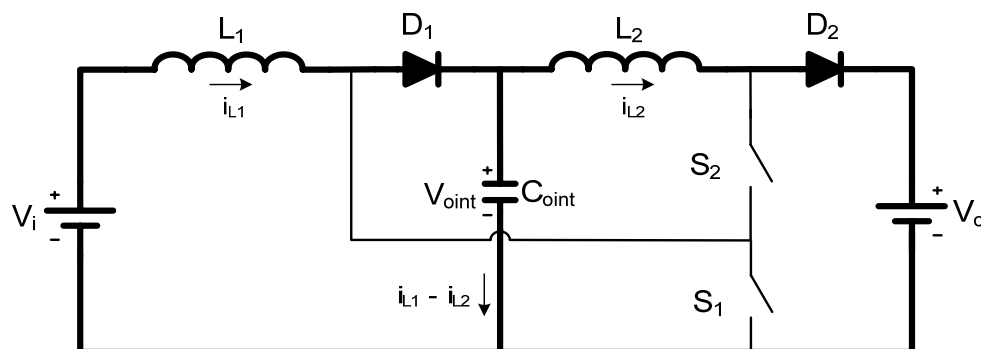 L1 D1 L2 D2
iL1 iL2
S2
+ + +
Vi Voint Coint Vo
- - -
iL1 - iL2 S1